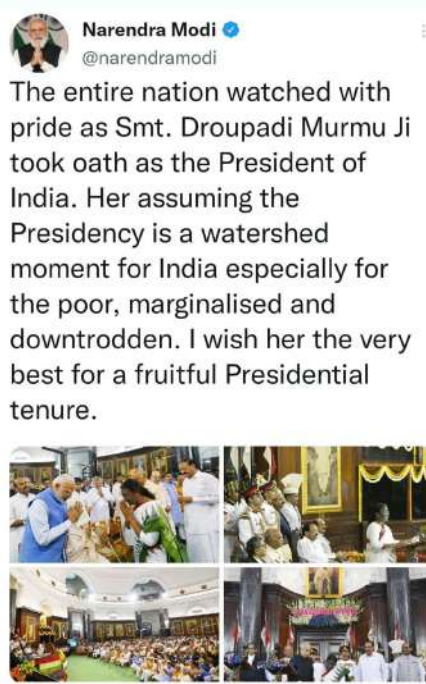 Narendra Modi
@narendramodi
The entire nation watched with
pride as Smt. Droupadi Murmu Ji
took oath as the President of
India. Her assuming the
Presidency is a watershed
moment for India especially for
the poor, marginalised and
downtrodden. I wish her the very
best for a fruitful Presidential
tenure.